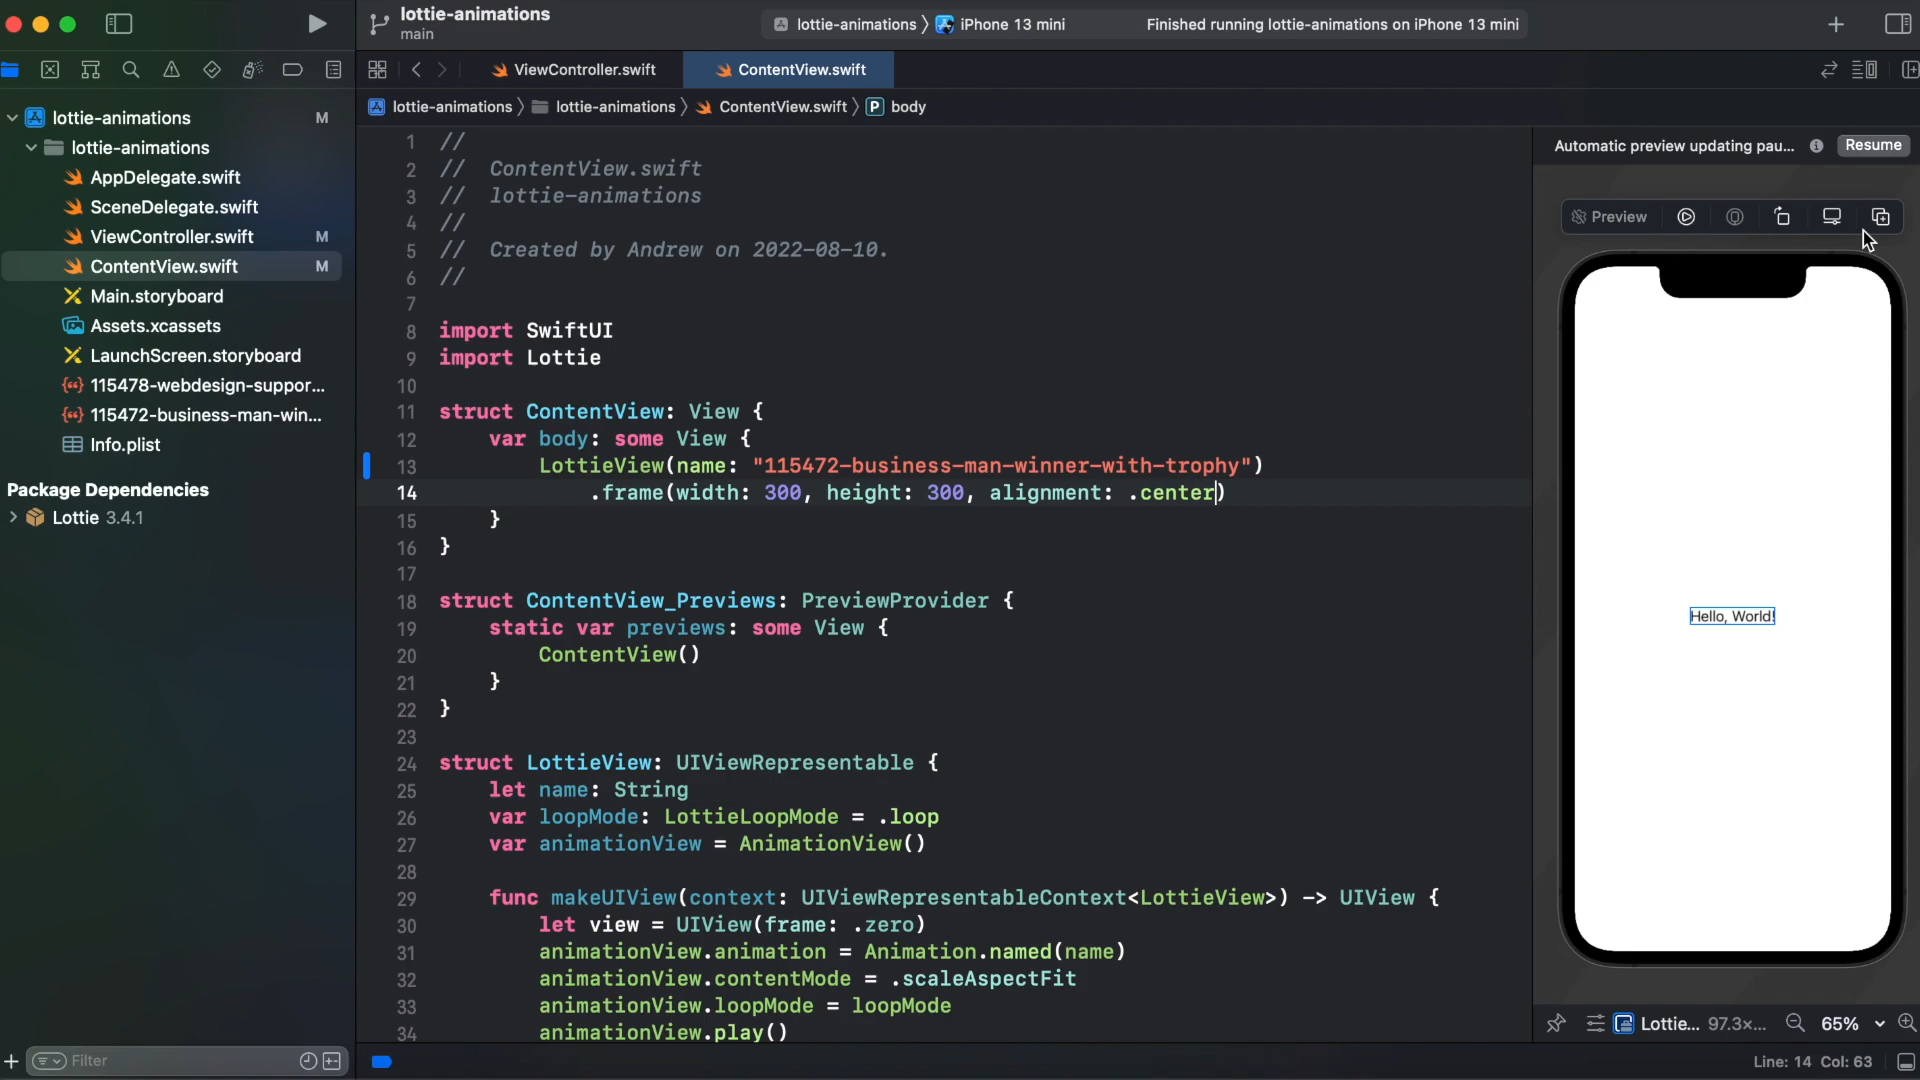 lottie-animations
main
lottie-animations 〉 iPhone 13 mini
Finished running lottie-animations on iPhone 13 mini
ViewController.swift
ContentView.swift
lottie-animations 〉 lottie-animations 〉 ContentView.swift 〉 P body
lottie-animations M
lottie-animations
AppDelegate.swift
SceneDelegate.swift
ViewController.swift M
ContentView.swift M
Main.storyboard
Assets.xcassets
LaunchScreen.storyboard
115478-webdesign-suppor...
115472-business-man-win...
Info.plist
Package Dependencies
Lottie 3.4.1
Filter
1 //
2 // ContentView.swift
3 // lottie-animations
4 //
5 // Created by Andrew on 2022-08-10.
6 //
7
8 import SwiftUI
9 import Lottie
10
11 struct ContentView: View {
12 var body: some View {
13 LottieView(name: "115472-business-man-winner-with-trophy")
14 .frame(width: 300, height: 300, alignment: .center)
15 }
16 }
17
18 struct ContentView_Previews: PreviewProvider {
19 static var previews: some View {
20 ContentView()
21 }
22 }
23
24 struct LottieView: UIViewRepresentable {
25 let name: String
26 var loopMode: LottieLoopMode = .loop
27 var animationView = AnimationView()
28
29 func makeUIView(context: UIViewRepresentableContext<LottieView>) -> UIView {
30 let view = UIView(frame: .zero)
31 animationView.animation = Animation.named(name)
32 animationView.contentMode = .scaleAspectFit
33 animationView.loopMode = loopMode
34 animationView.play()
Automatic preview updating pau... Resume
Preview
Hello, World!
Lottie... 97.3×... 65%
Line: 14 Col: 63